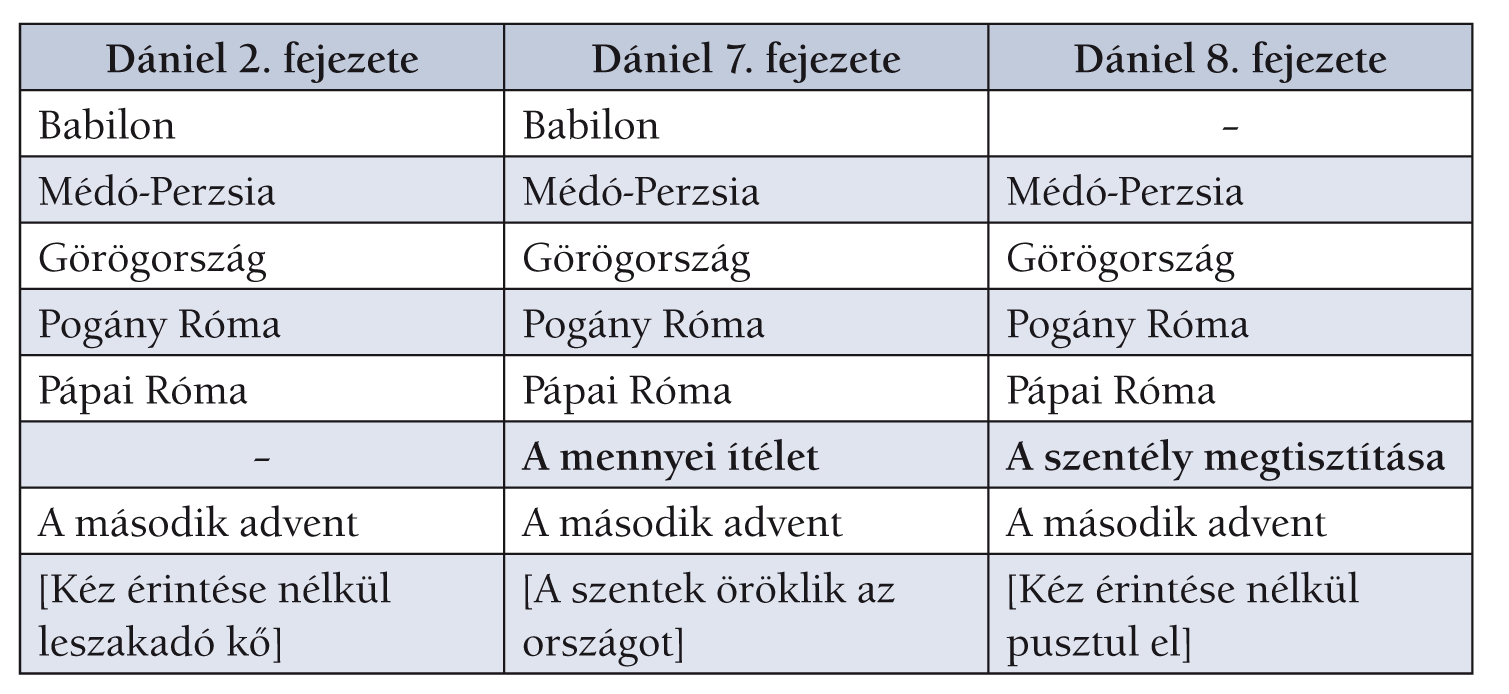 Dániel 2. fejezete Dániel 7. fejezete Dániel 8. fejezete
Babilon Babilon –
Médó-Perzsia Médó-Perzsia Médó-Perzsia
Görögország Görögország Görögország
Pogány Róma Pogány Róma Pogány Róma
Pápai Róma Pápai Róma Pápai Róma
– A mennyei ítélet A szentély megtisztítása
A második advent A második advent A második advent
[Kéz érintése nélkül [A szentek öröklik az [Kéz érintése nélkül
leszakadó kő] országot] pusztul el]